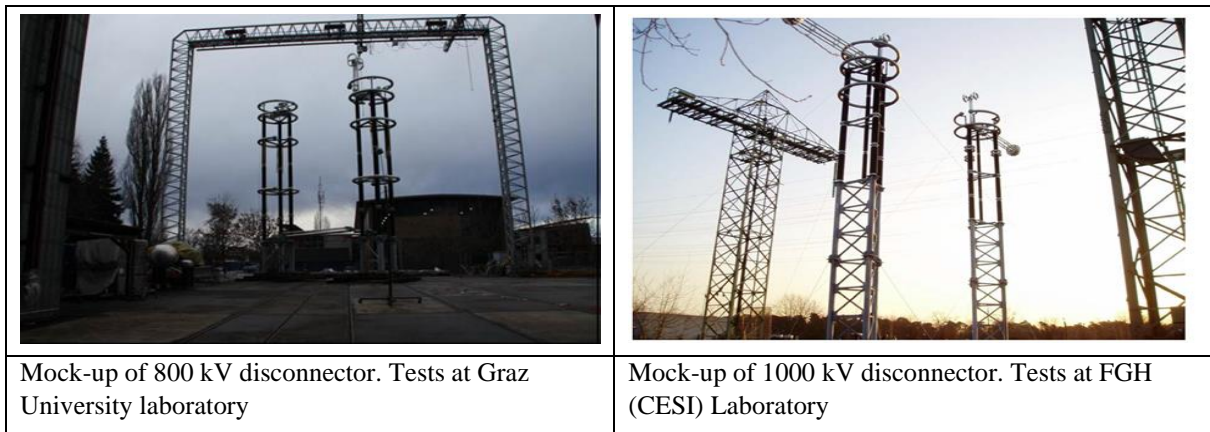 Mock-up of 800 kV disconnector. Tests at Graz
University laboratory
Mock-up of 1000 kV disconnector. Tests at FGH
(CESI) Laboratory